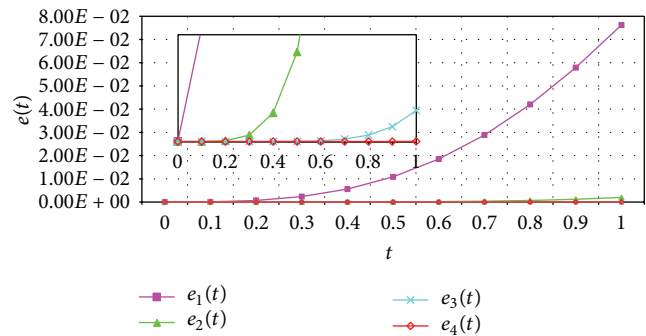 8.00E − 02
7.00E − 02
6.00E − 02
5.00E − 02
4.00E − 02
3.00E − 02
2.00E − 02
1.00E − 02
0.00E + 00
e(t)
0 0.2 0.4 0.6 0.8 1
0 0.1 0.2 0.3 0.4 0.5 0.6 0.7 0.8 0.9 1
t
e₁(t) e₃(t)
e₂(t) e₄(t)